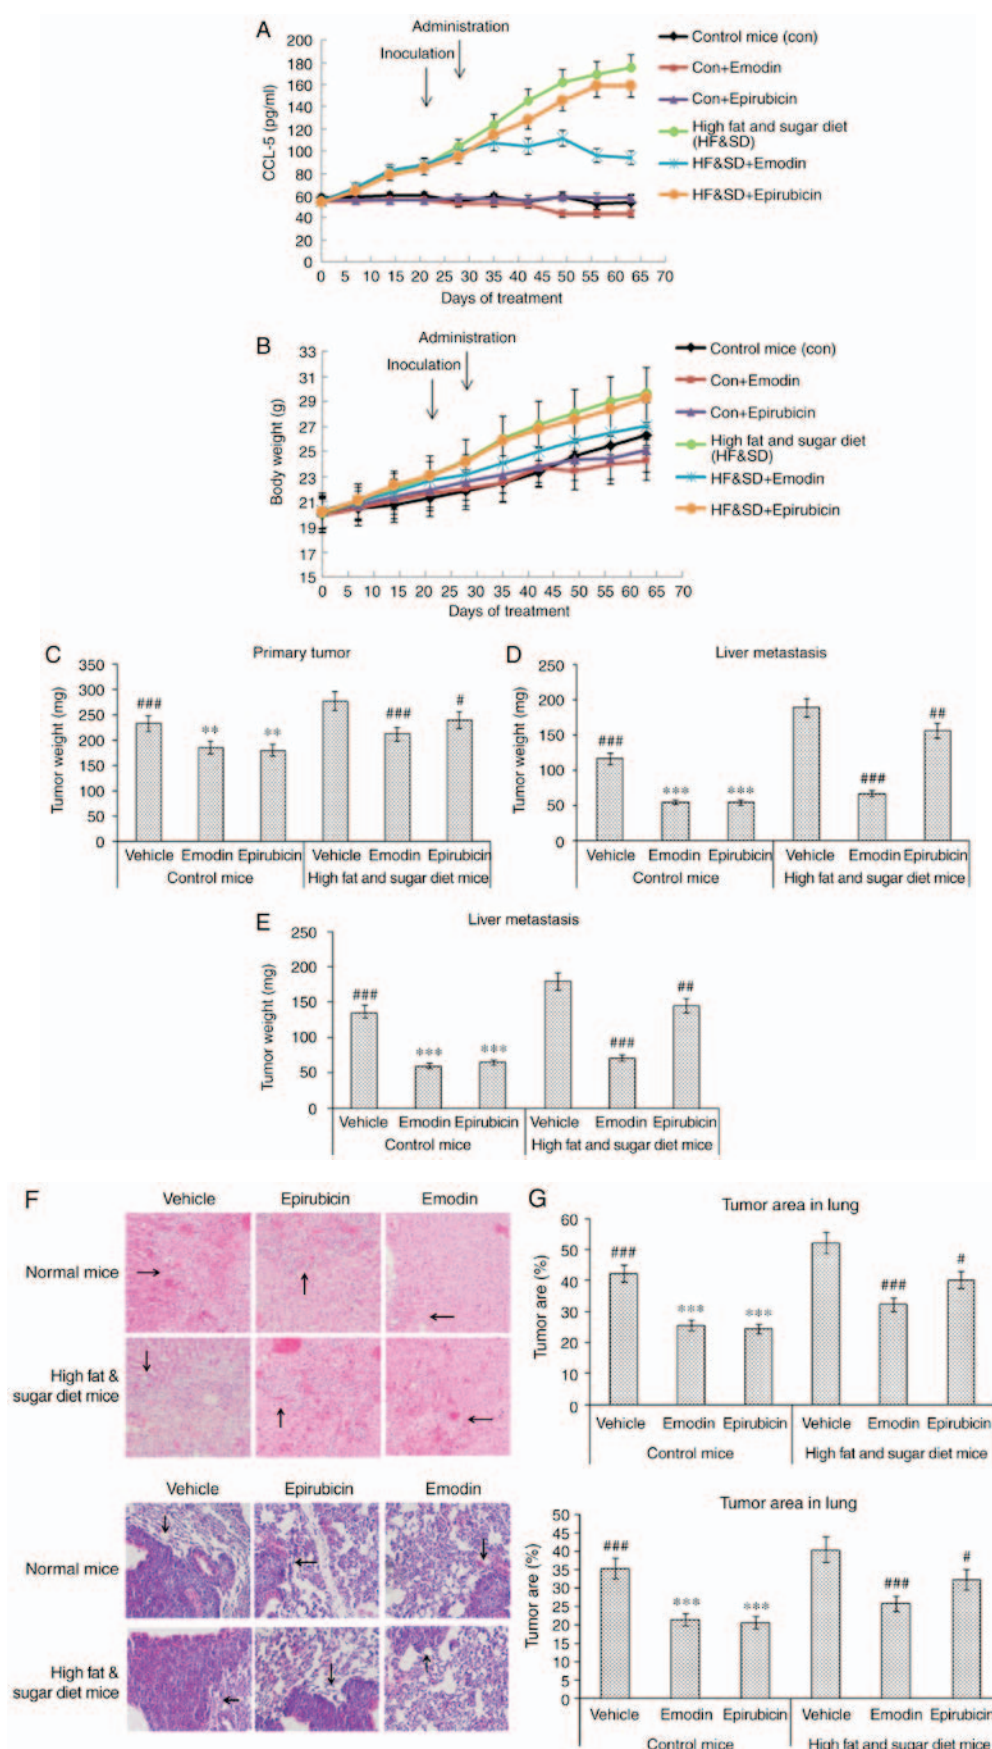 A
Administration
Inoculation
CCL-5 (pg/ml)
200
180
160
140
120
100
80
60
40
20
0
0 5 10 15 20 25 30 35 40 45 50 55 60 65 70
Days of treatment
Control mice (con)
Con+Emodin
Con+Epirubicin
High fat and sugar diet
(HF&SD)
HF&SD+Emodin
HF&SD+Epirubicin
B
Administration
Inoculation
Body weight (g)
33
31
29
27
25
23
21
19
17
15
0 5 10 15 20 25 30 35 40 45 50 55 60 65 70
Days of treatment
Control mice (con)
Con+Emodin
Con+Epirubicin
High fat and sugar diet
(HF&SD)
HF&SD+Emodin
HF&SD+Epirubicin
C
Primary tumor
Tumor weight (mg)
350
300
250
200
150
100
50
0
### ** ** ### #
Vehicle Emodin Epirubicin Vehicle Emodin Epirubicin
Control mice High fat and sugar diet mice
D
Liver metastasis
Tumor weight (mg)
250
200
150
100
50
0
### *** *** ### ##
Vehicle Emodin Epirubicin Vehicle Emodin Epirubicin
Control mice High fat and sugar diet mice
E
Liver metastasis
Tumor weight (mg)
250
200
150
100
50
0
### *** *** ### ##
Vehicle Emodin Epirubicin Vehicle Emodin Epirubicin
Control mice High fat and sugar diet mice
F
Vehicle Epirubicin Emodin
Normal mice
High fat &
sugar diet mice
Vehicle Epirubicin Emodin
Normal mice
High fat &
sugar diet mice
G
Tumor area in lung
Tumor are (%)
60
50
40
30
20
10
0
### *** *** ### #
Vehicle Emodin Epirubicin Vehicle Emodin Epirubicin
Control mice High fat and sugar diet mice
Tumor area in lung
Tumor are (%)
50
45
40
35
30
25
20
15
10
5
0
### *** *** ### #
Vehicle Emodin Epirubicin Vehicle Emodin Epirubicin
Control mice High fat and sugar diet mice